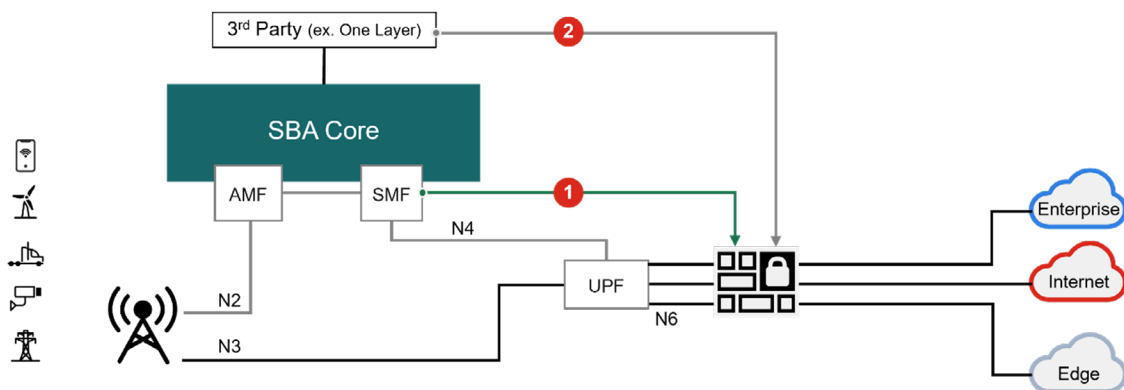 3rd Party (ex. One Layer)
2
SBA Core
AMF
SMF
1
N4
Enterprise
UPF
Internet
N2
N6
N3
Edge